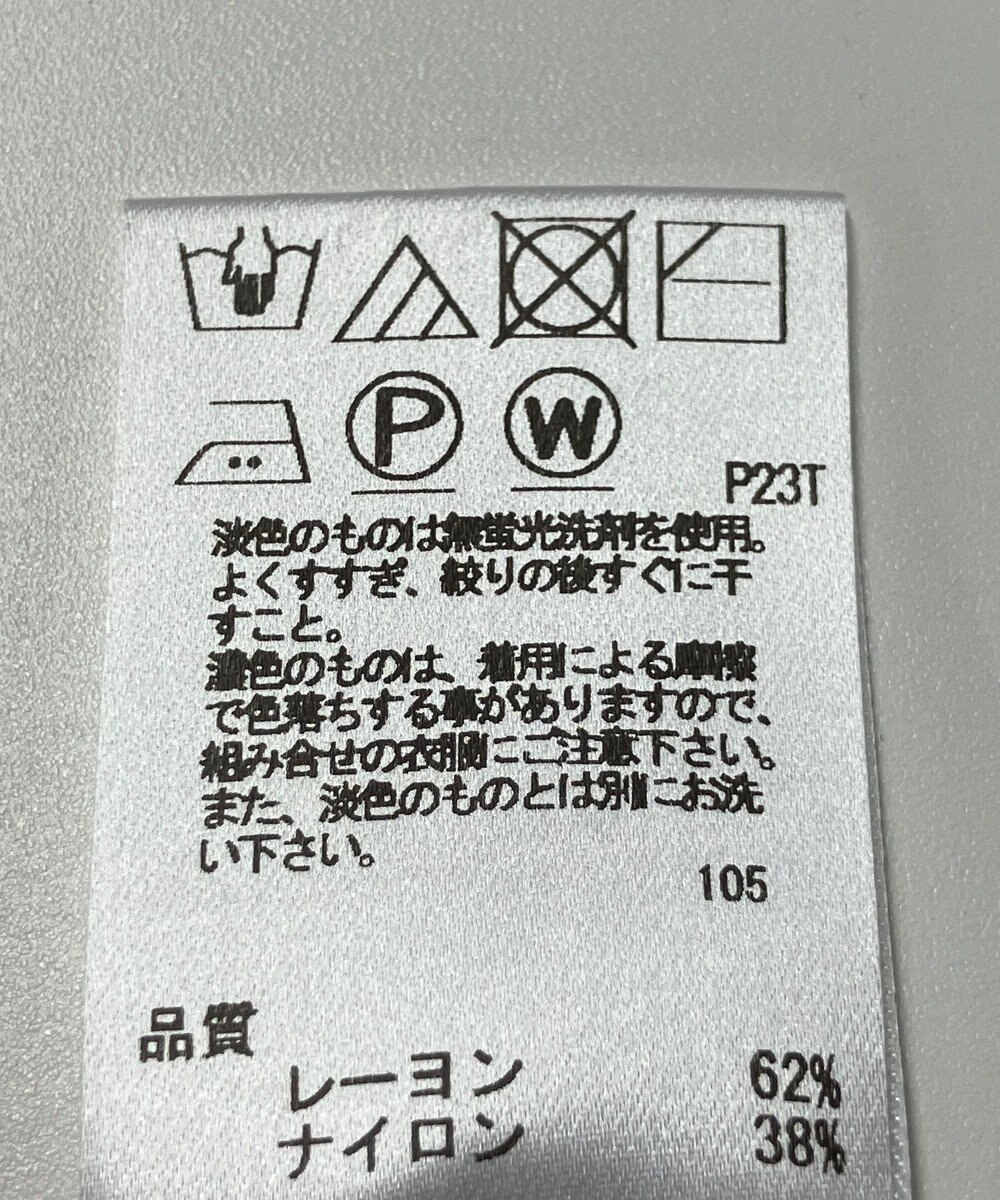 P W
P23T
淡色のものは無蛍光洗剤を使用。
よくすすぎ、絞りの後すぐに干
すこと。
濃色のものは、着用による摩擦
で色落ちする事がありますので、
組み合せの衣服にご注意下さい。
また、淡色のものとは別にお洗
い下さい。
105
品質
レーヨン 62%
ナイロン 38%